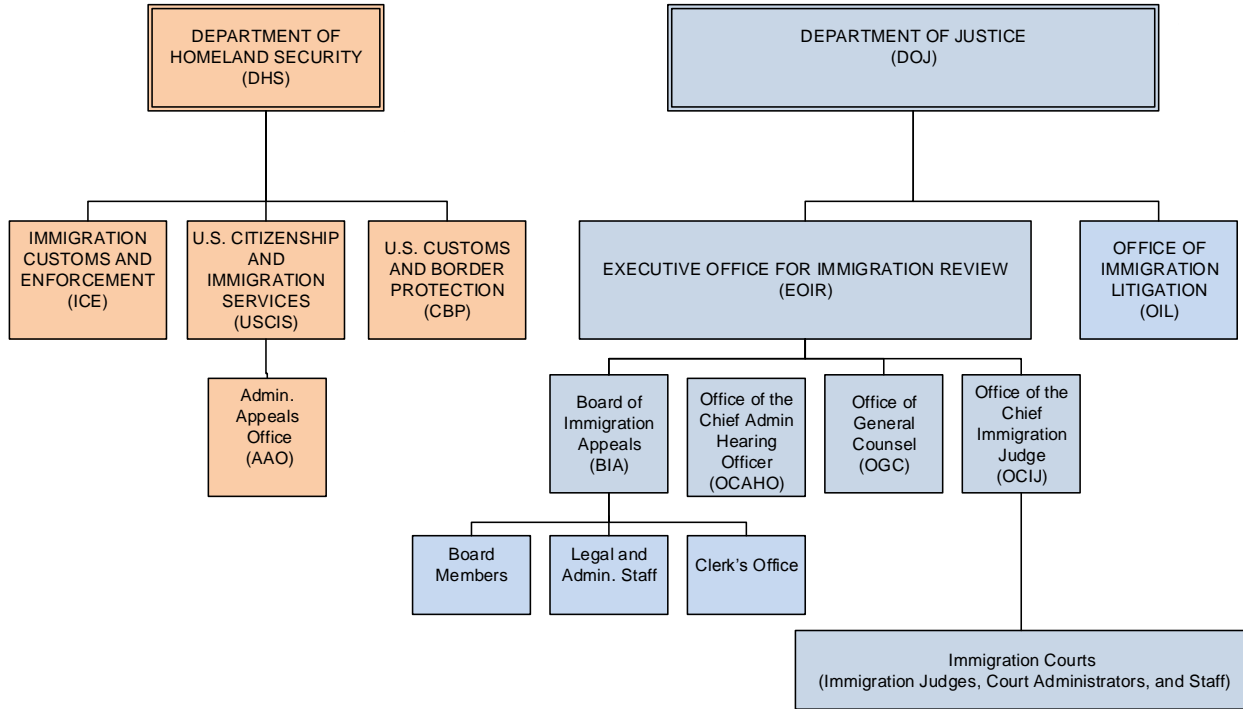 DEPARTMENT OF
HOMELAND SECURITY
(DHS)
DEPARTMENT OF JUSTICE
(DOJ)
IMMIGRATION
CUSTOMS AND
ENFORCEMENT
(ICE)
U.S. CITIZENSHIP
AND
IMMIGRATION
SERVICES
(USCIS)
U.S. CUSTOMS
AND BORDER
PROTECTION
(CBP)
EXECUTIVE OFFICE FOR IMMIGRATION REVIEW
(EOIR)
OFFICE OF
IMMIGRATION
LITIGATION
(OIL)
Admin.
Appeals
Office
(AAO)
Board of
Immigration
Appeals
(BIA)
Office of the
Chief Admin
Hearing
Officer
(OCAHO)
Office of
General
Counsel
(OGC)
Office of
the Chief
Immigration
Judge
(OCIJ)
Board
Members
Legal and
Admin. Staff
Clerk's Office
Immigration Courts
(Immigration Judges, Court Administrators, and Staff)